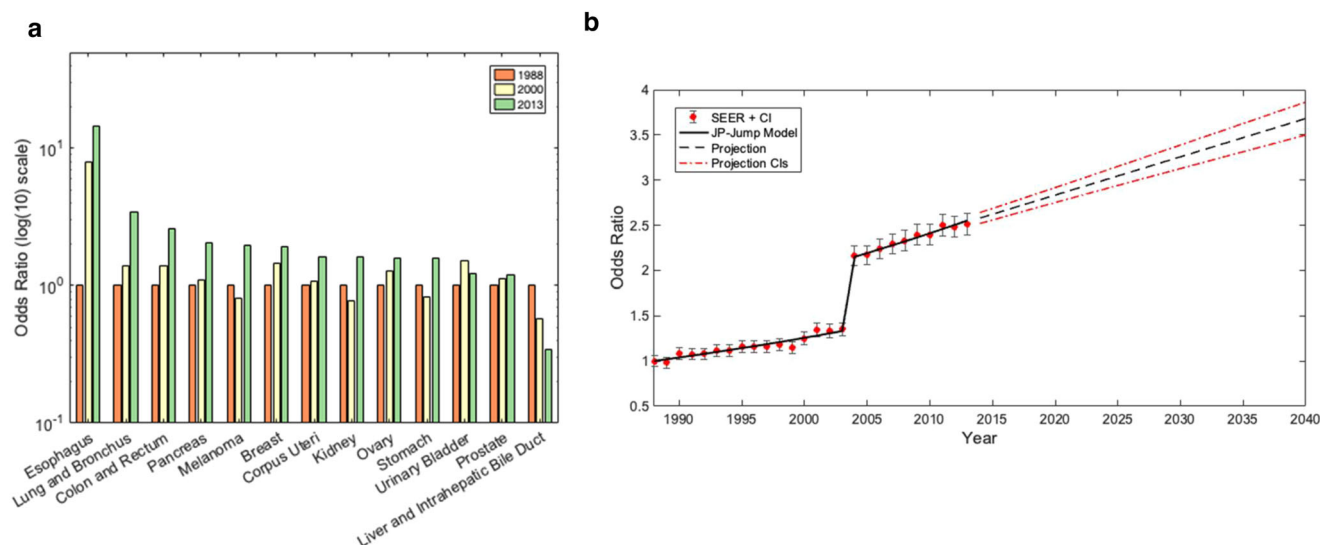 a
Odds Ratio (log(10) scale)
10^1
10^0
10^-1
1988
2000
2013
Esophagus
Lung and Bronchus
Colon and Rectum
Pancreas
Melanoma
Breast
Corpus Uteri
Kidney
Ovary
Stomach
Urinary Bladder
Prostate
Liver and Intrahepatic Bile Duct
b
Odds Ratio
4
3.5
3
2.5
2
1.5
1
0.5
SEER + CI
JP-Jump Model
Projection
Projection CIs
1990 1995 2000 2005 2010 2015 2020 2025 2030 2035 2040
Year